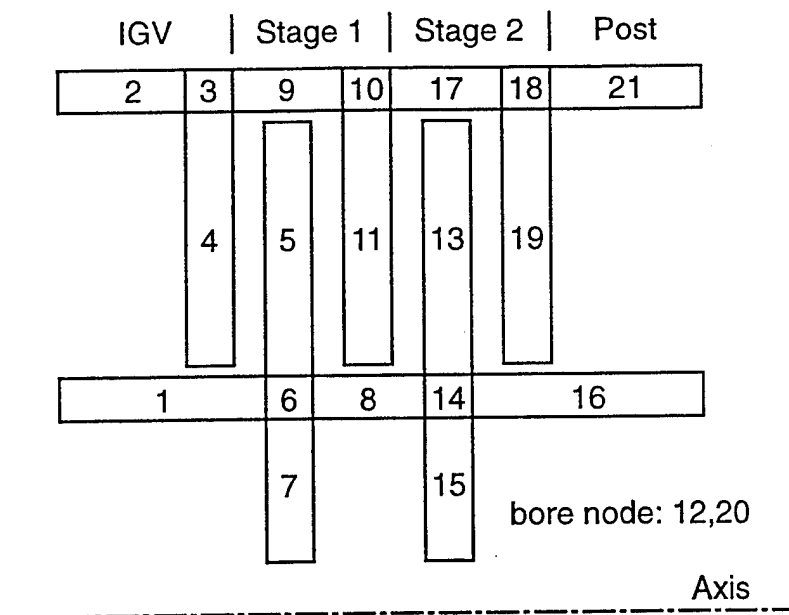 IGV | Stage 1 | Stage 2 | Post
2 3 9 10 17 18 21
4 5 11 13 19
1 6 8 14 16
7 15
bore node: 12,20
Axis